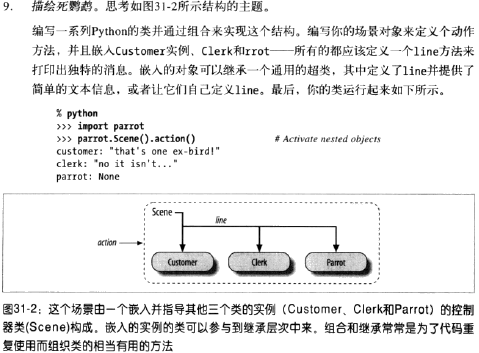 9. 描绘死鹦鹉。思考如图31-2所示结构的主题。
编写一系列Python的类并通过组合来实现这个结构。编写你的场景对象来定义个动作
方法，并且嵌入Customer实例、Clerk和rrot——所有的都应该定义一个line方法来
打印出独特的消息。嵌入的对象可以继承一个通用的超类，其中定义了line并提供了
简单的文本信息，或者让它们自己定义line。最后，你的类运行起来如下所示。
% python
>>> import parrot
>>> parrot.Scene().action() # Activate nested objects
customer: "that's one ex-bird!"
clerk: "no it isn't..."
parrot: None
Scene
line
action
Customer Clerk Parrot
图31-2：这个场景由一个嵌入并指导其他三个类的实例（Customer、Clerk和Parrot）的控制
器类(Scene)构成。嵌入的实例的类可以参与到继承层次中来。组合和继承常常是为了代码重
复使用而组织类的相当有用的方法